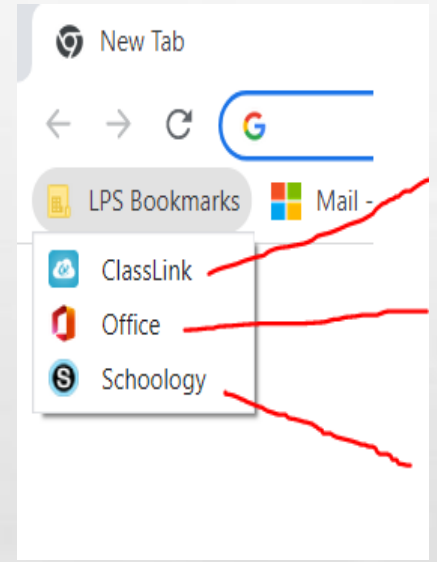 New Tab
LPS Bookmarks Mail -
ClassLink
Office
Schoology